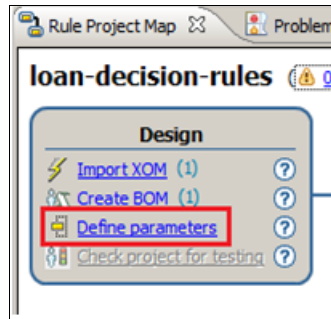 Rule Project Map
Problem
loan-decision-rules (
Design
Import XOM (1) ?
Create BOM (1) ?
Define parameters ?
Check project for testing ?